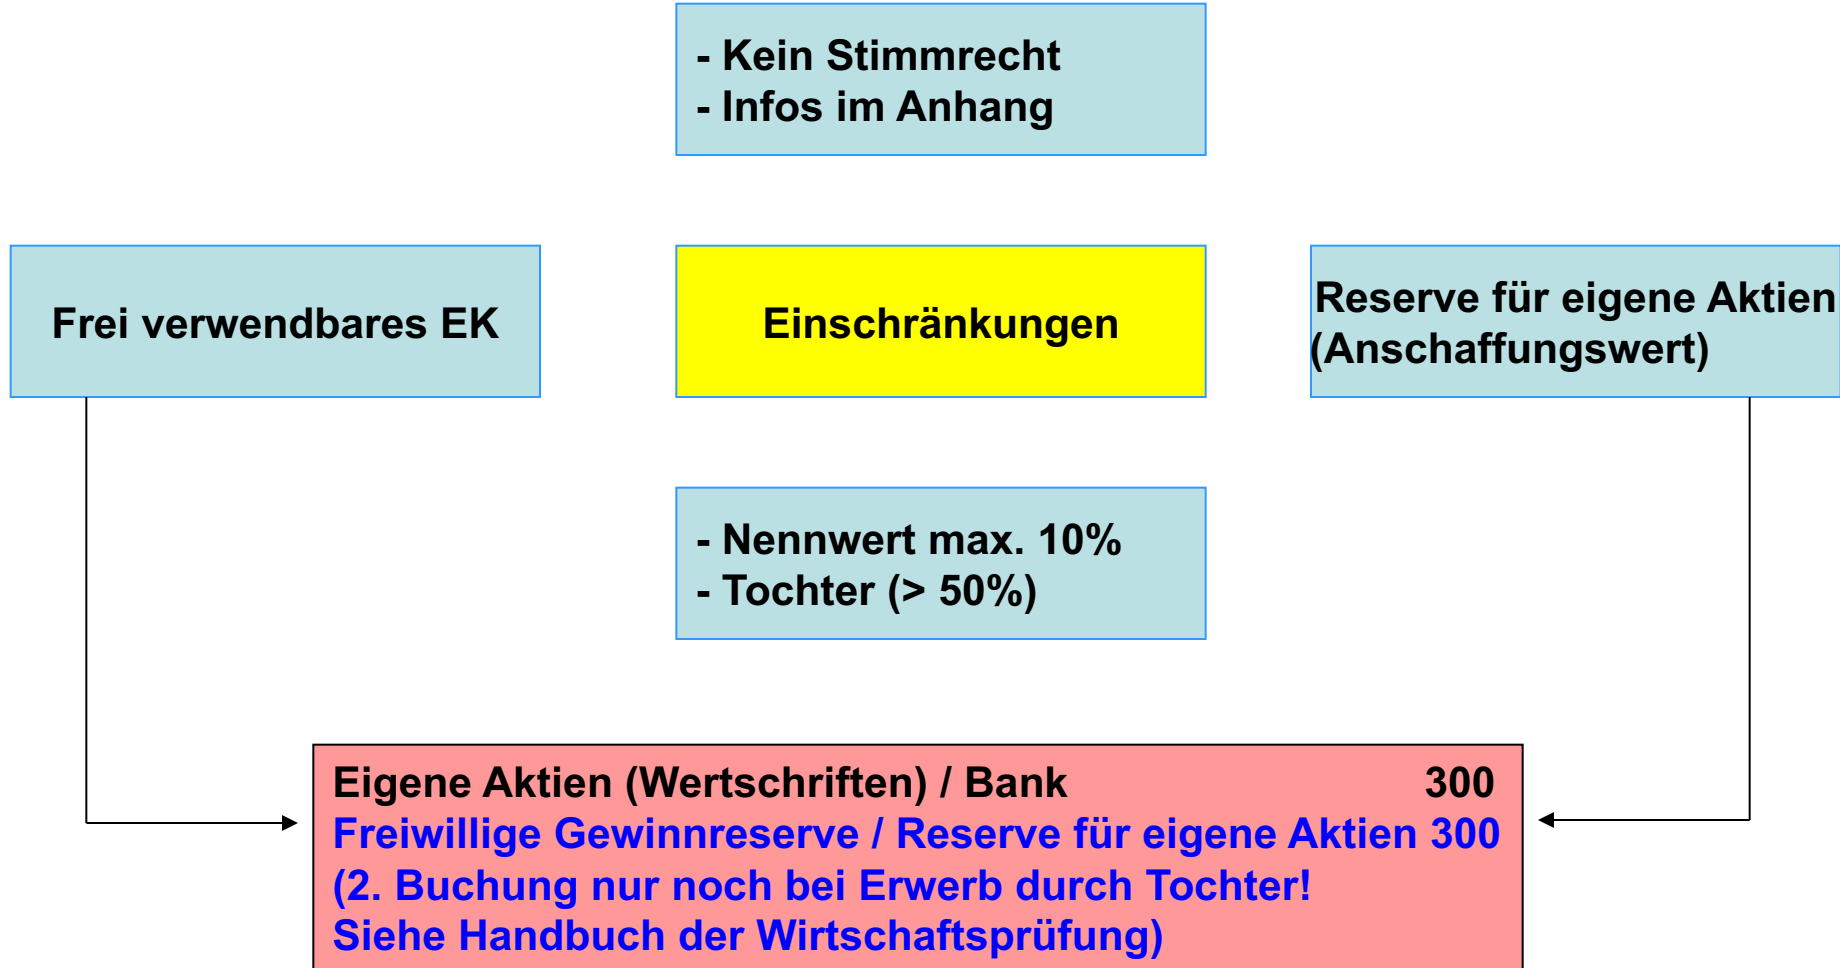 - Kein Stimmrecht
- Infos im Anhang
Frei verwendbares EK
Einschränkungen
Reserve für eigene Aktien
(Anschaffungswert)
- Nennwert max. 10%
- Tochter (> 50%)
Eigene Aktien (Wertschriften) / Bank 300
Freiwillige Gewinnreserve / Reserve für eigene Aktien 300
(2. Buchung nur noch bei Erwerb durch Tochter!
Siehe Handbuch der Wirtschaftsprüfung)